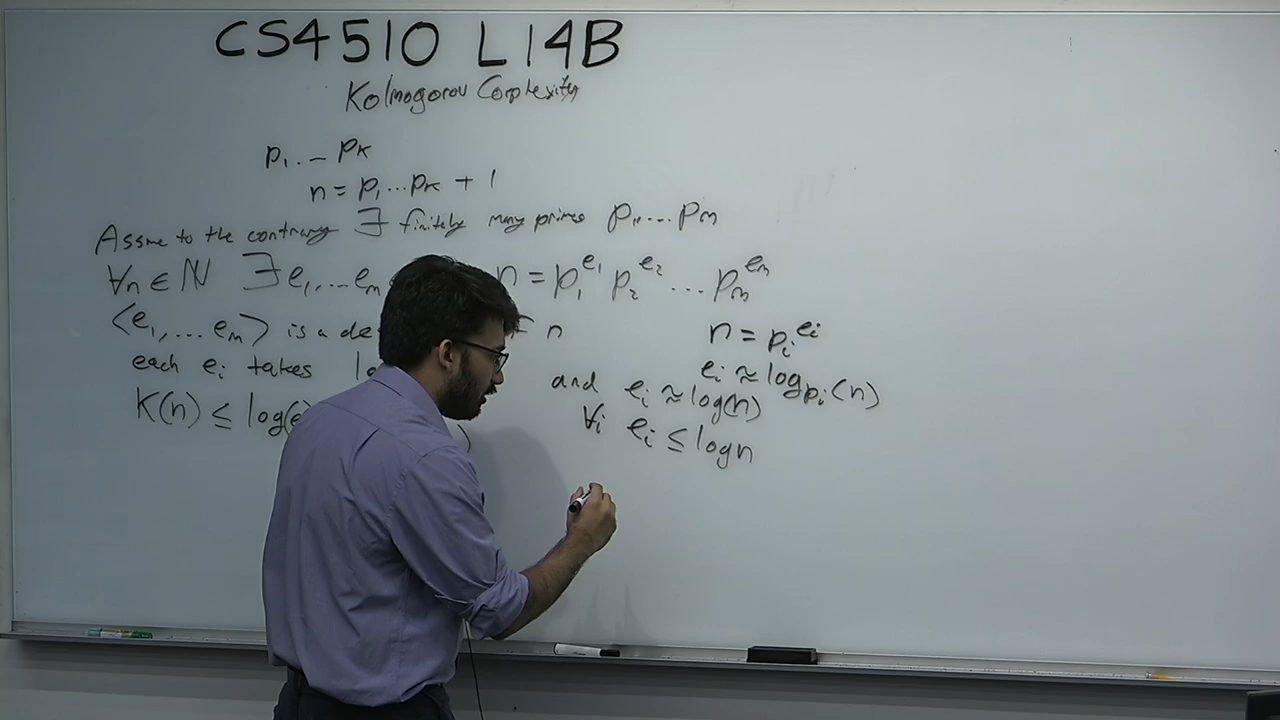 CS4510 L14B
Kolmogorov Complexity
p₁ . – pₖ
n = p₁ ... pₖ + 1
Assume to the contrary ∃ finitely many primes p₁, ... pₘ
∀n ∈ ℕ ∃ e₁, ... eₘ n = p₁^e₁ p₂^e₂ ... pₘ^eₘ
⟨e₁, ... eₘ⟩ is a de n n = pᵢ^eᵢ
each eᵢ takes and eᵢ ≈ log(n) eᵢ ≈ log_pᵢ(n)
K(n) ≤ log(e ) ∀i eᵢ ≤ log n